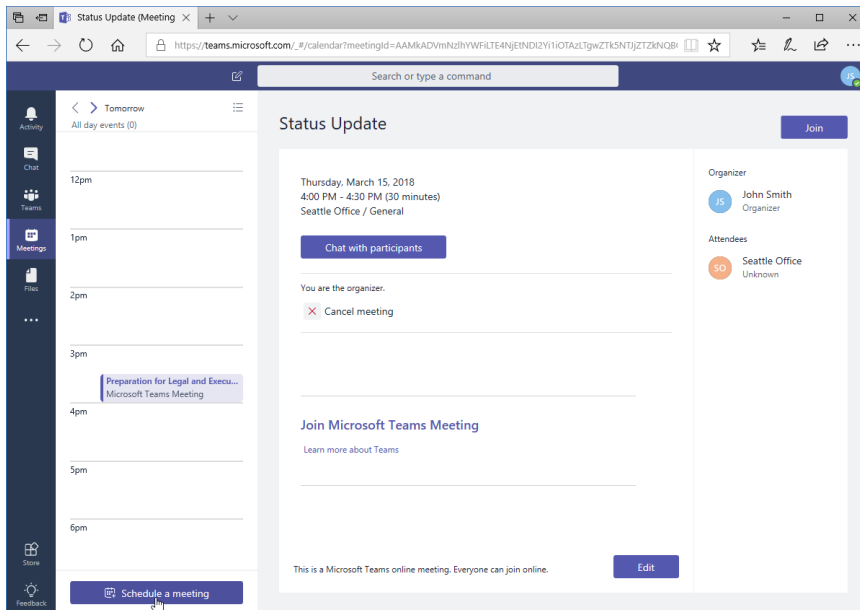 Status Update (Meeting
https://teams.microsoft.com/_#/calendar?meetingId=
Search or type a command
JS
Activity
Chat
Teams
Meetings
Files
Store
Feedback
Tomorrow
All day events (0)
12pm
1pm
2pm
3pm
Preparation for Legal and Execu...
Microsoft Teams Meeting
4pm
5pm
6pm
Schedule a meeting
Status Update
Join
Thursday, March 15, 2018
4:00 PM - 4:30 PM (30 minutes)
Seattle Office / General
Chat with participants
You are the organizer.
Cancel meeting
Join Microsoft Teams Meeting
Learn more about Teams
This is a Microsoft Teams online meeting. Everyone can join online.
Edit
Organizer
JS
John Smith
Organizer
Attendees
SO
Seattle Office
Unknown